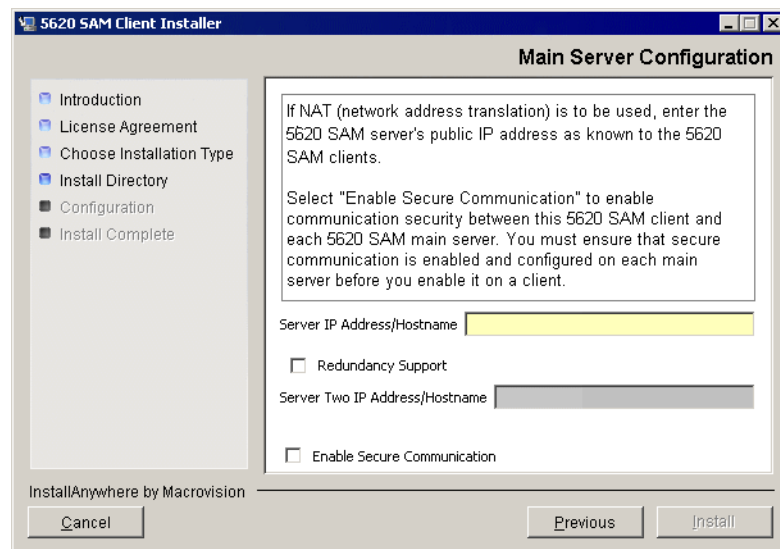 5620 SAM Client Installer
Main Server Configuration
Introduction
License Agreement
Choose Installation Type
Install Directory
Configuration
Install Complete
If NAT (network address translation) is to be used, enter the
5620 SAM server's public IP address as known to the 5620
SAM clients.
Select "Enable Secure Communication" to enable
communication security between this 5620 SAM client and
each 5620 SAM main server. You must ensure that secure
communication is enabled and configured on each main
server before you enable it on a client.
Server IP Address/Hostname
Redundancy Support
Server Two IP Address/Hostname
Enable Secure Communication
InstallAnywhere by Macrovision
Cancel
Previous
Install